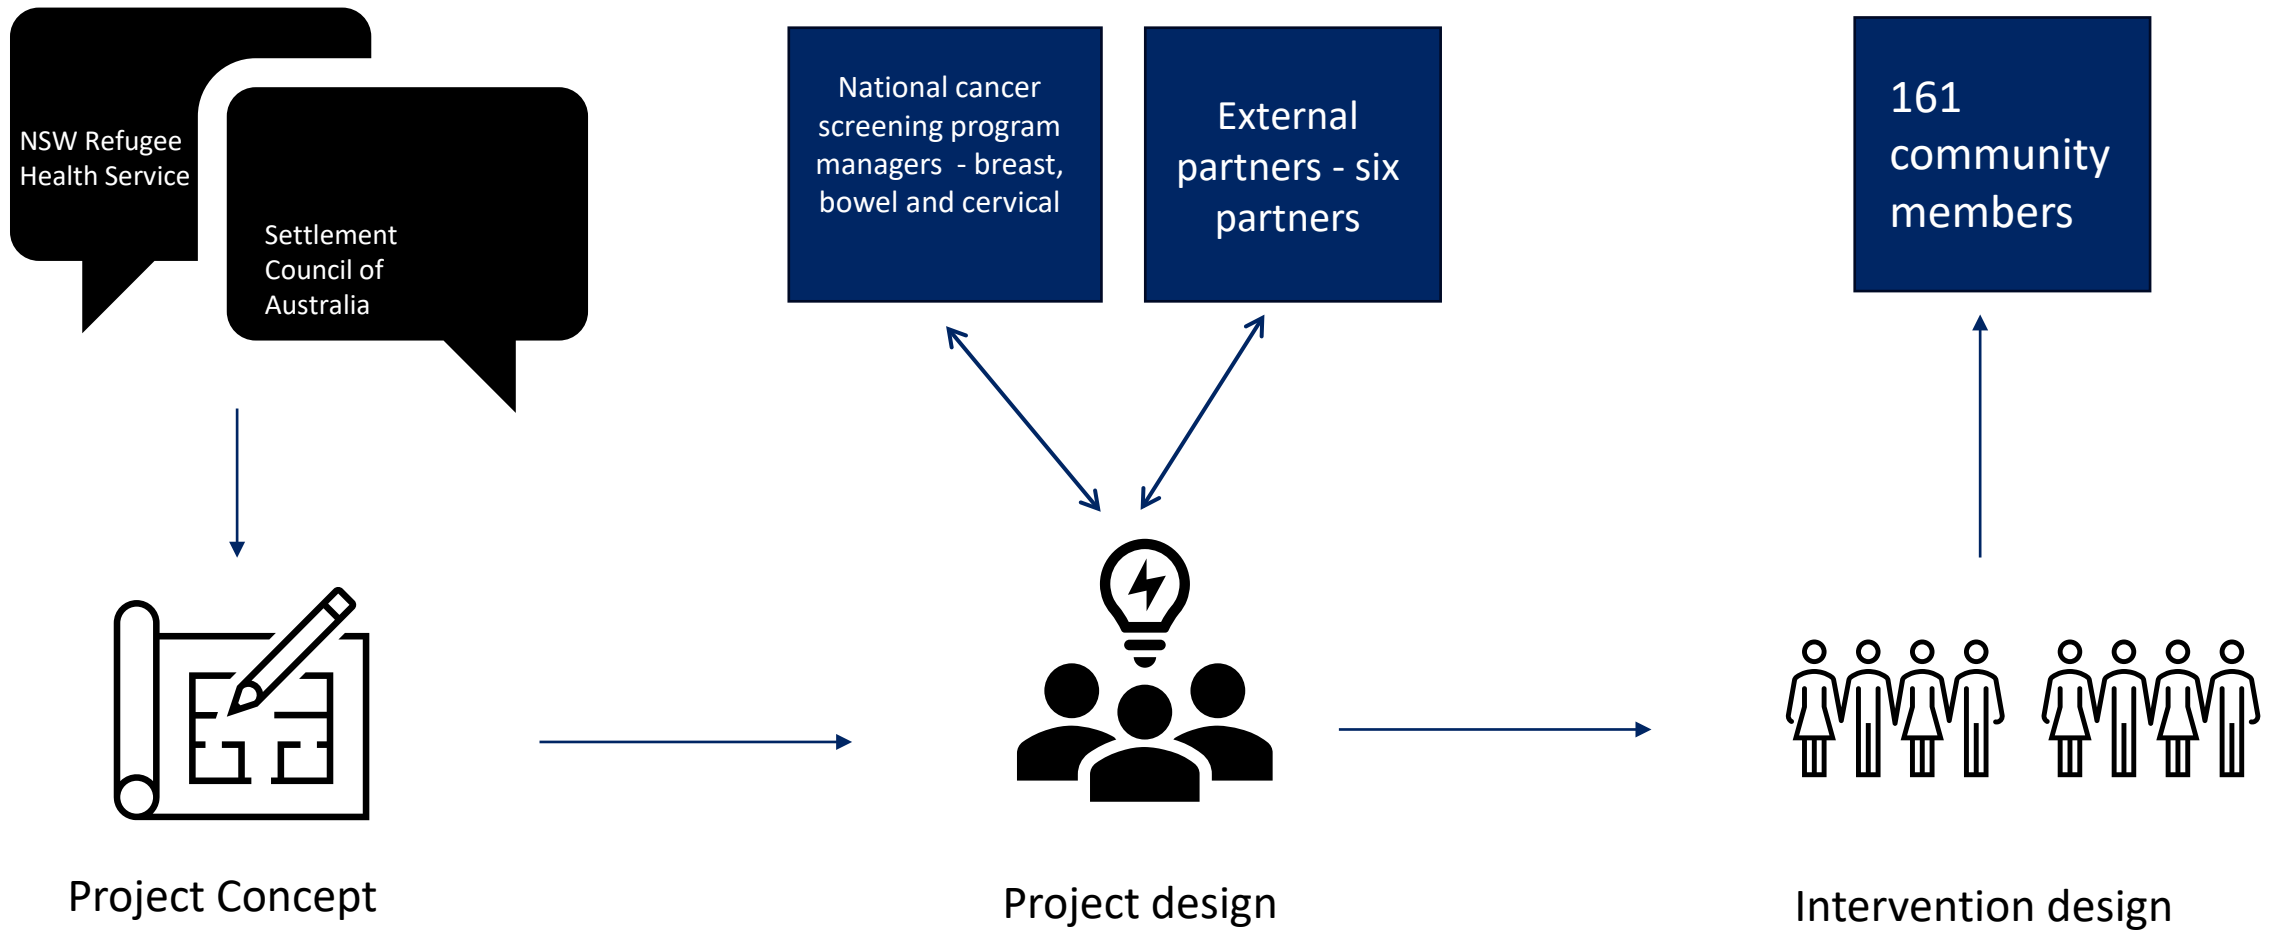 NSW Refugee
Health Service
Settlement
Council of
Australia
National cancer
screening program
managers - breast,
bowel and cervical
External
partners - six
partners
161
community
members
Project Concept
Project design
Intervention design